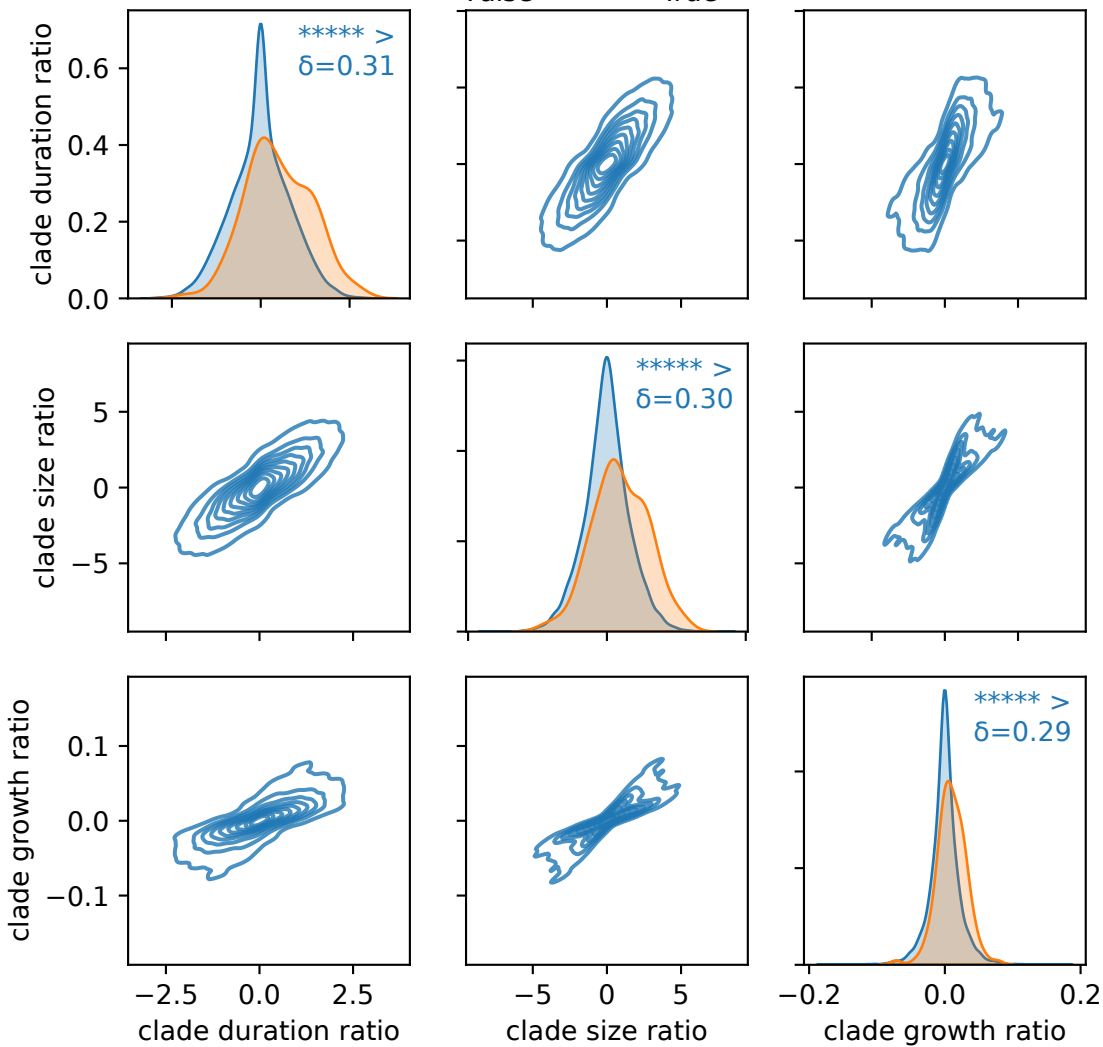 ***** >
δ=0.31
clade duration ratio
0.6
0.4
0.2
0.0
***** >
δ=0.30
clade size ratio
5
0
−5
***** >
δ=0.29
clade growth ratio
0.1
0.0
−0.1
−2.5 0.0 2.5 −5 0 5 −0.2 0.0 0.2
clade duration ratio clade size ratio clade growth ratio